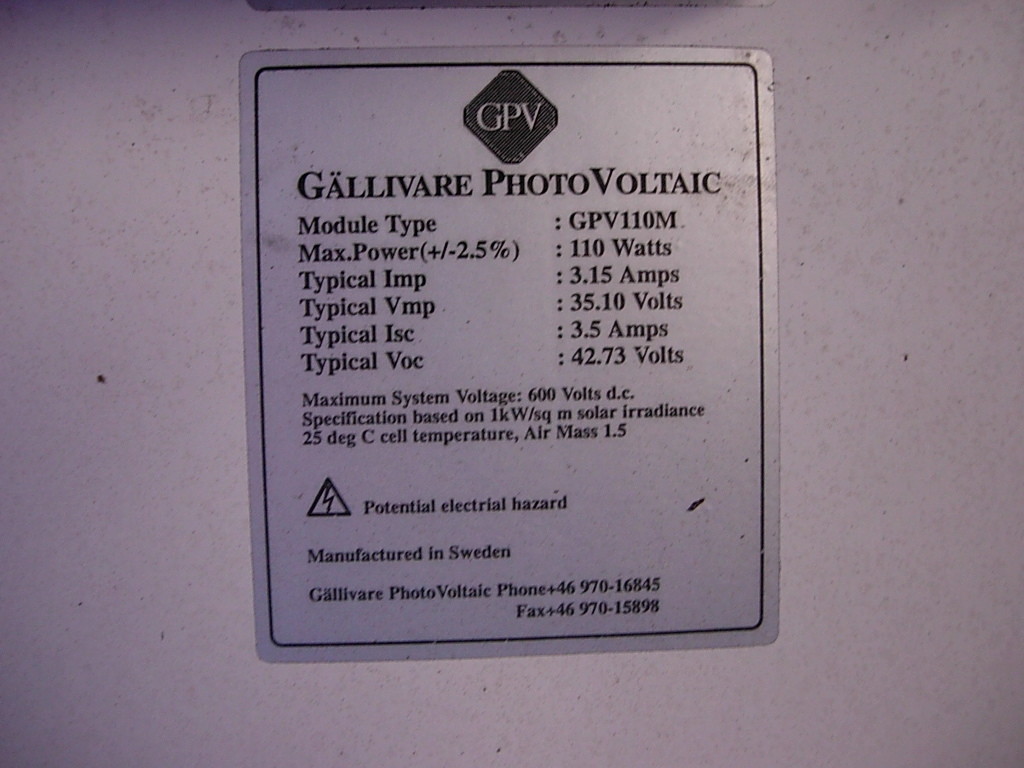 GPV
GÄLLIVARE PHOTOVOLTAIC
Module Type : GPV110M
Max.Power(+/-2.5%) : 110 Watts
Typical Imp : 3.15 Amps
Typical Vmp : 35.10 Volts
Typical Isc : 3.5 Amps
Typical Voc : 42.73 Volts
Maximum System Voltage: 600 Volts d.c.
Specification based on 1kW/sq m solar irradiance
25 deg C cell temperature, Air Mass 1.5
Potential electrial hazard
Manufactured in Sweden
Gällivare PhotoVoltaic Phone+46 970-16845
Fax+46 970-15898